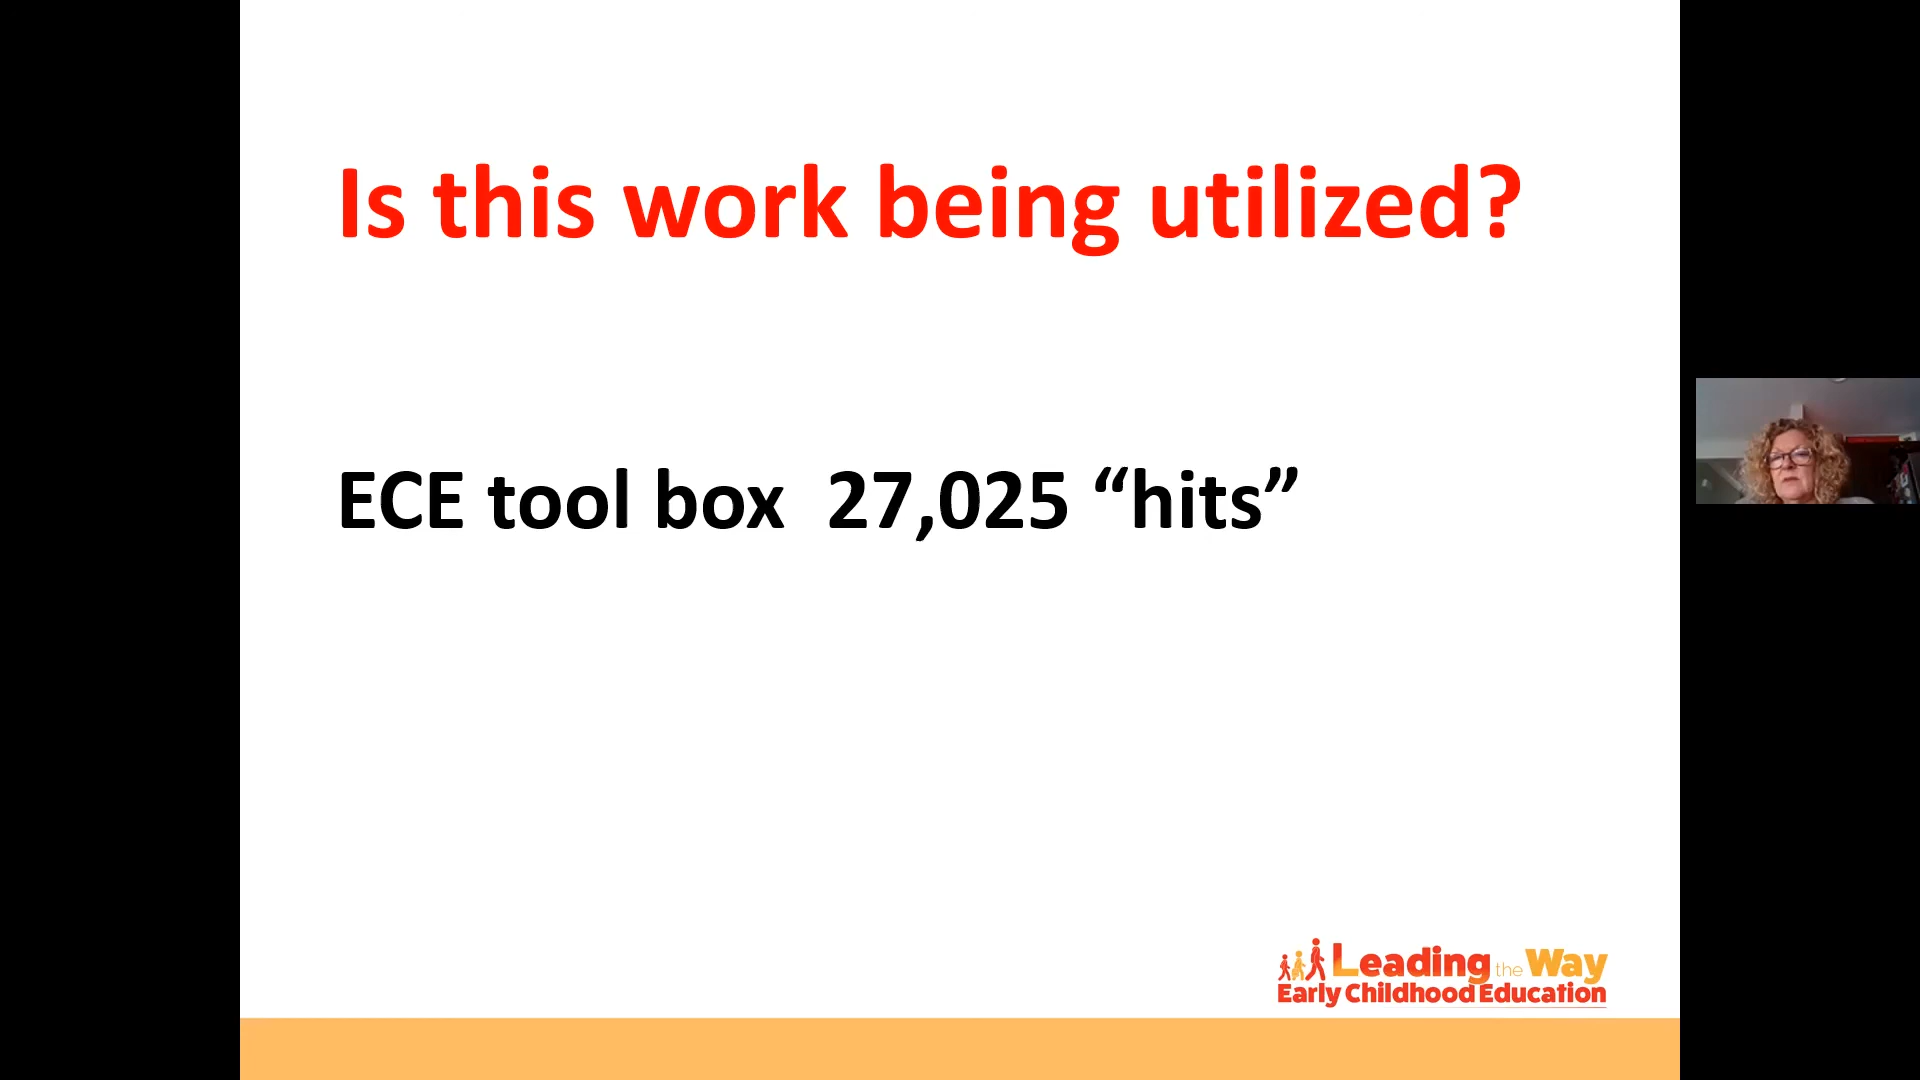 Is this work being utilized?
ECE tool box  27,025 “hits”
Leading the Way
Early Childhood Education